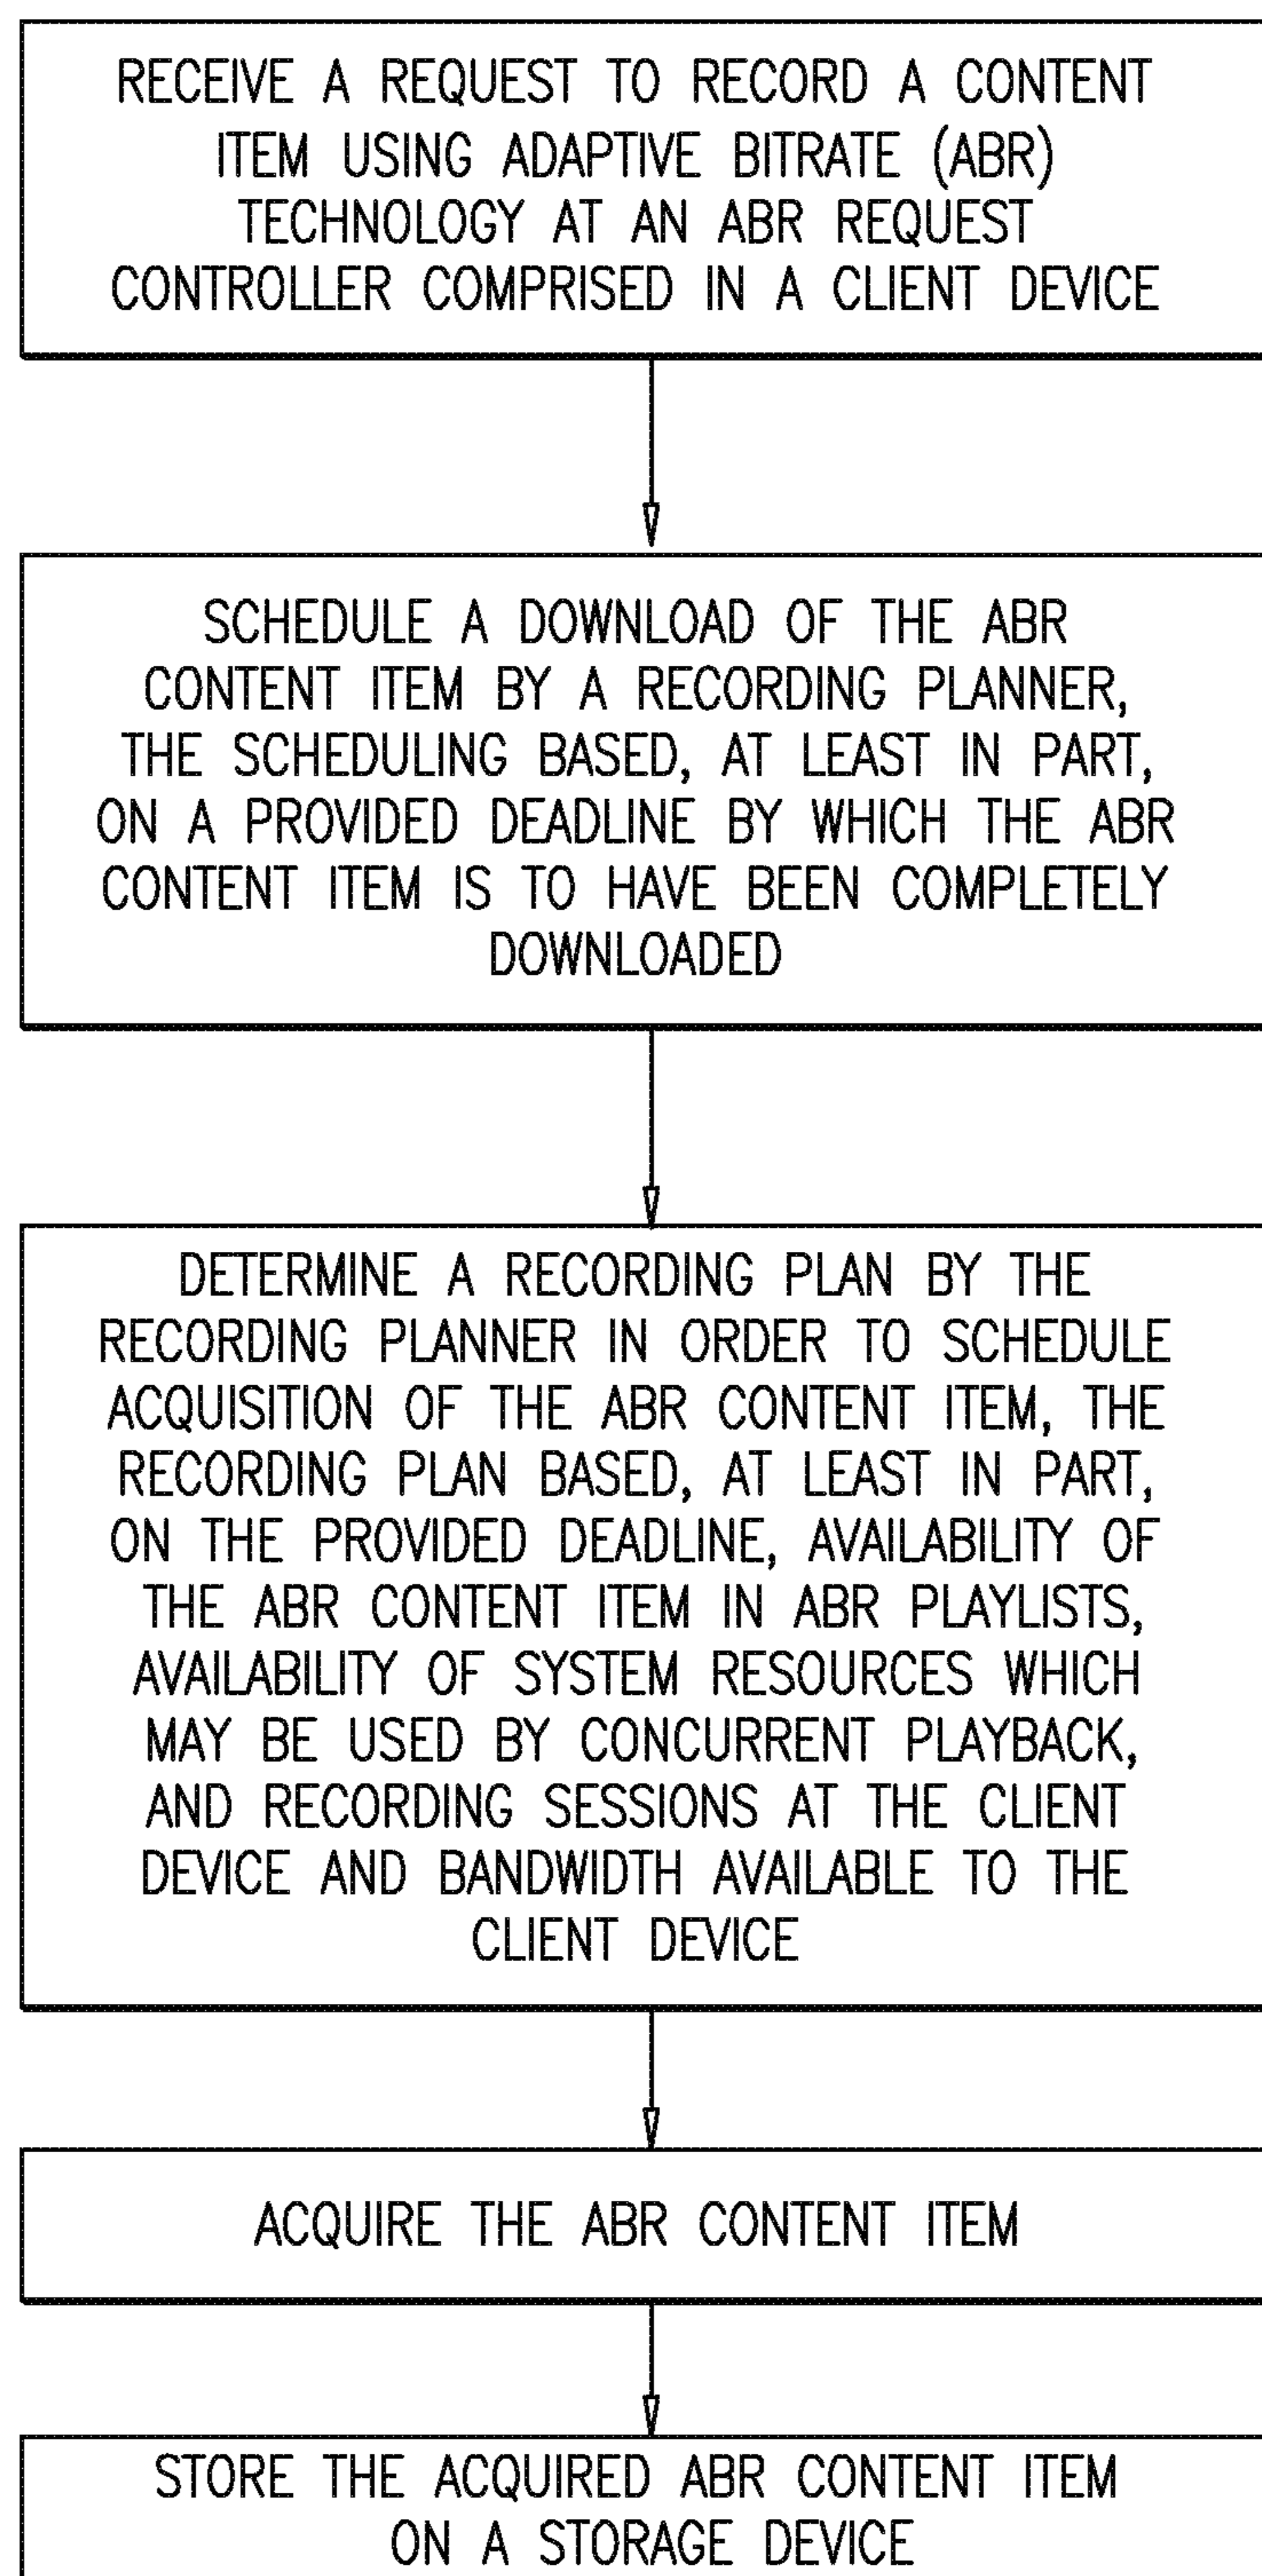 RECEIVE A REQUEST TO RECORD A CONTENT
ITEM USING ADAPTIVE BITRATE (ABR)
TECHNOLOGY AT AN ABR REQUEST
CONTROLLER COMPRISED IN A CLIENT DEVICE
SCHEDULE A DOWNLOAD OF THE ABR
CONTENT ITEM BY A RECORDING PLANNER,
THE SCHEDULING BASED, AT LEAST IN PART,
ON A PROVIDED DEADLINE BY WHICH THE ABR
CONTENT ITEM IS TO HAVE BEEN COMPLETELY
DOWNLOADED
DETERMINE A RECORDING PLAN BY THE
RECORDING PLANNER IN ORDER TO SCHEDULE
ACQUISITION OF THE ABR CONTENT ITEM, THE
RECORDING PLAN BASED, AT LEAST IN PART,
ON THE PROVIDED DEADLINE, AVAILABILITY OF
THE ABR CONTENT ITEM IN ABR PLAYLISTS,
AVAILABILITY OF SYSTEM RESOURCES WHICH
MAY BE USED BY CONCURRENT PLAYBACK,
AND RECORDING SESSIONS AT THE CLIENT
DEVICE AND BANDWIDTH AVAILABLE TO THE
CLIENT DEVICE
ACQUIRE THE ABR CONTENT ITEM
STORE THE ACQUIRED ABR CONTENT ITEM
ON A STORAGE DEVICE